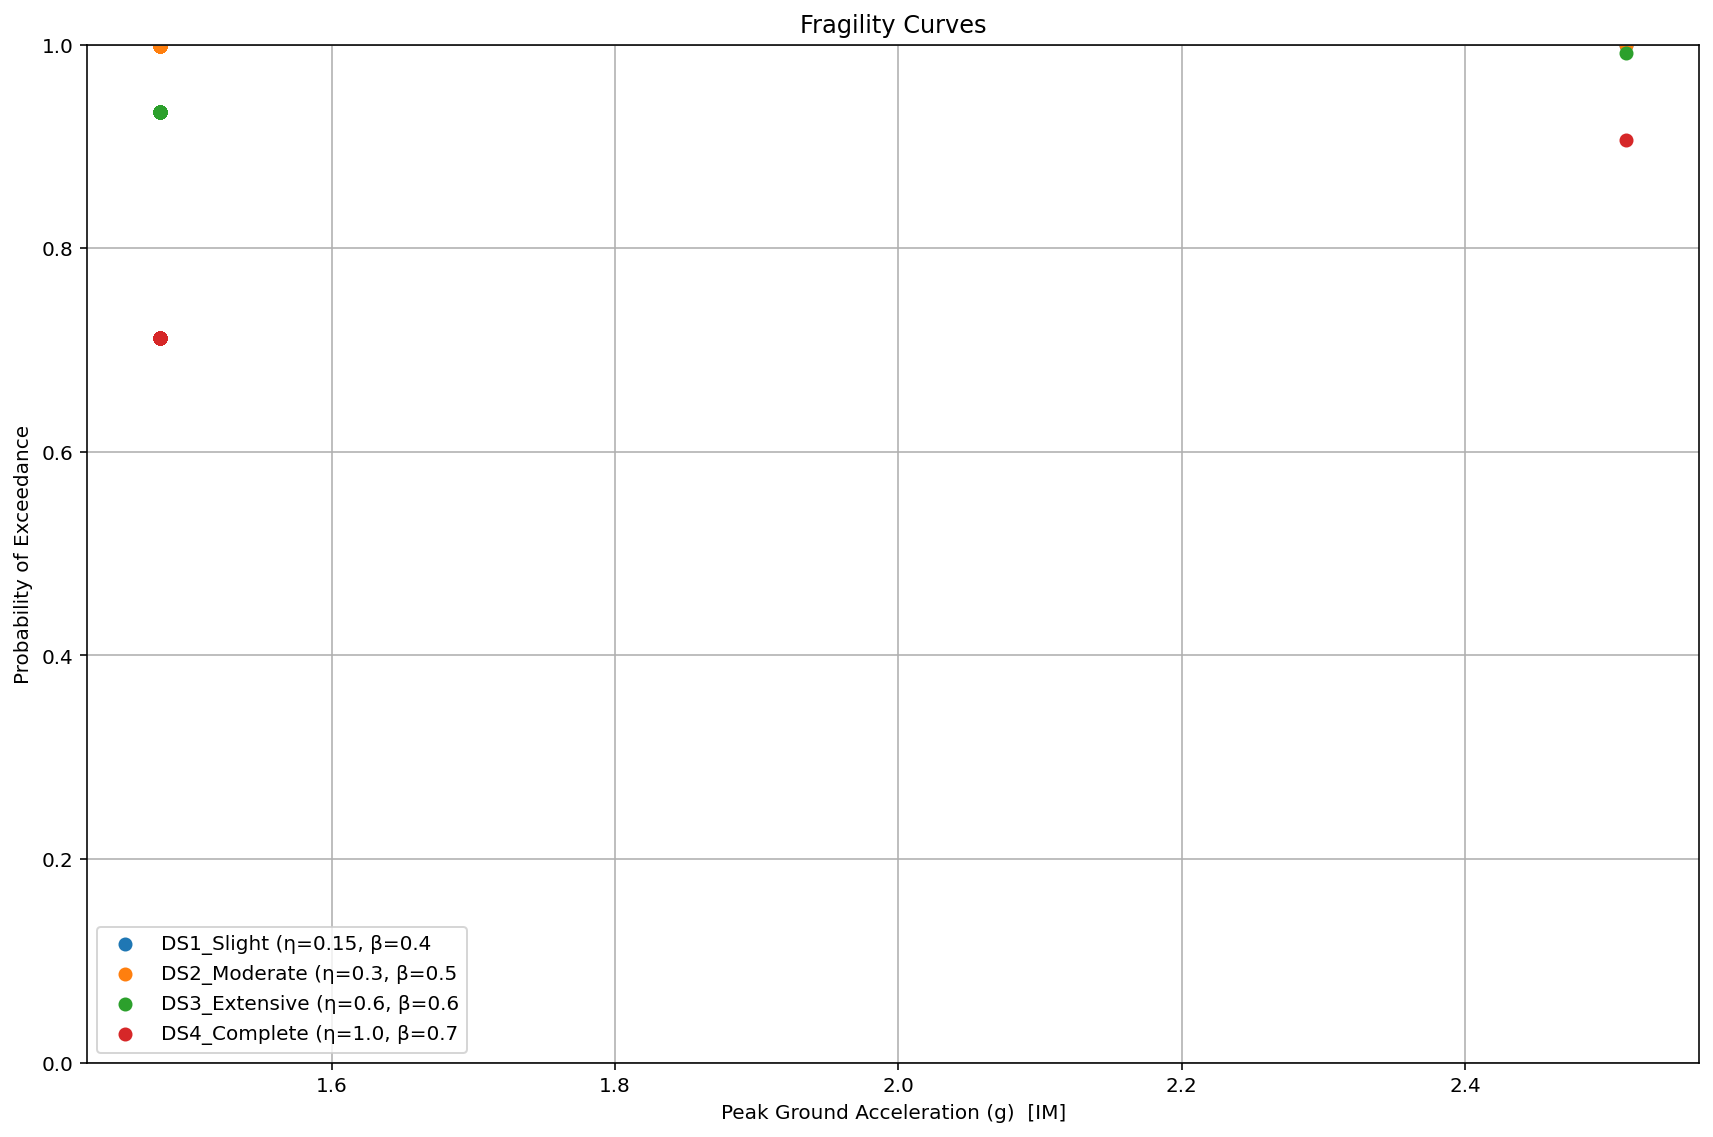 Fragility Curves
1.0
0.8
0.6
0.4
0.2
0.0
Probability of Exceedance
DS1_Slight (η=0.15, β=0.4
DS2_Moderate (η=0.3, β=0.5
DS3_Extensive (η=0.6, β=0.6
DS4_Complete (η=1.0, β=0.7
1.6 1.8 2.0 2.2 2.4
Peak Ground Acceleration (g)  [IM]